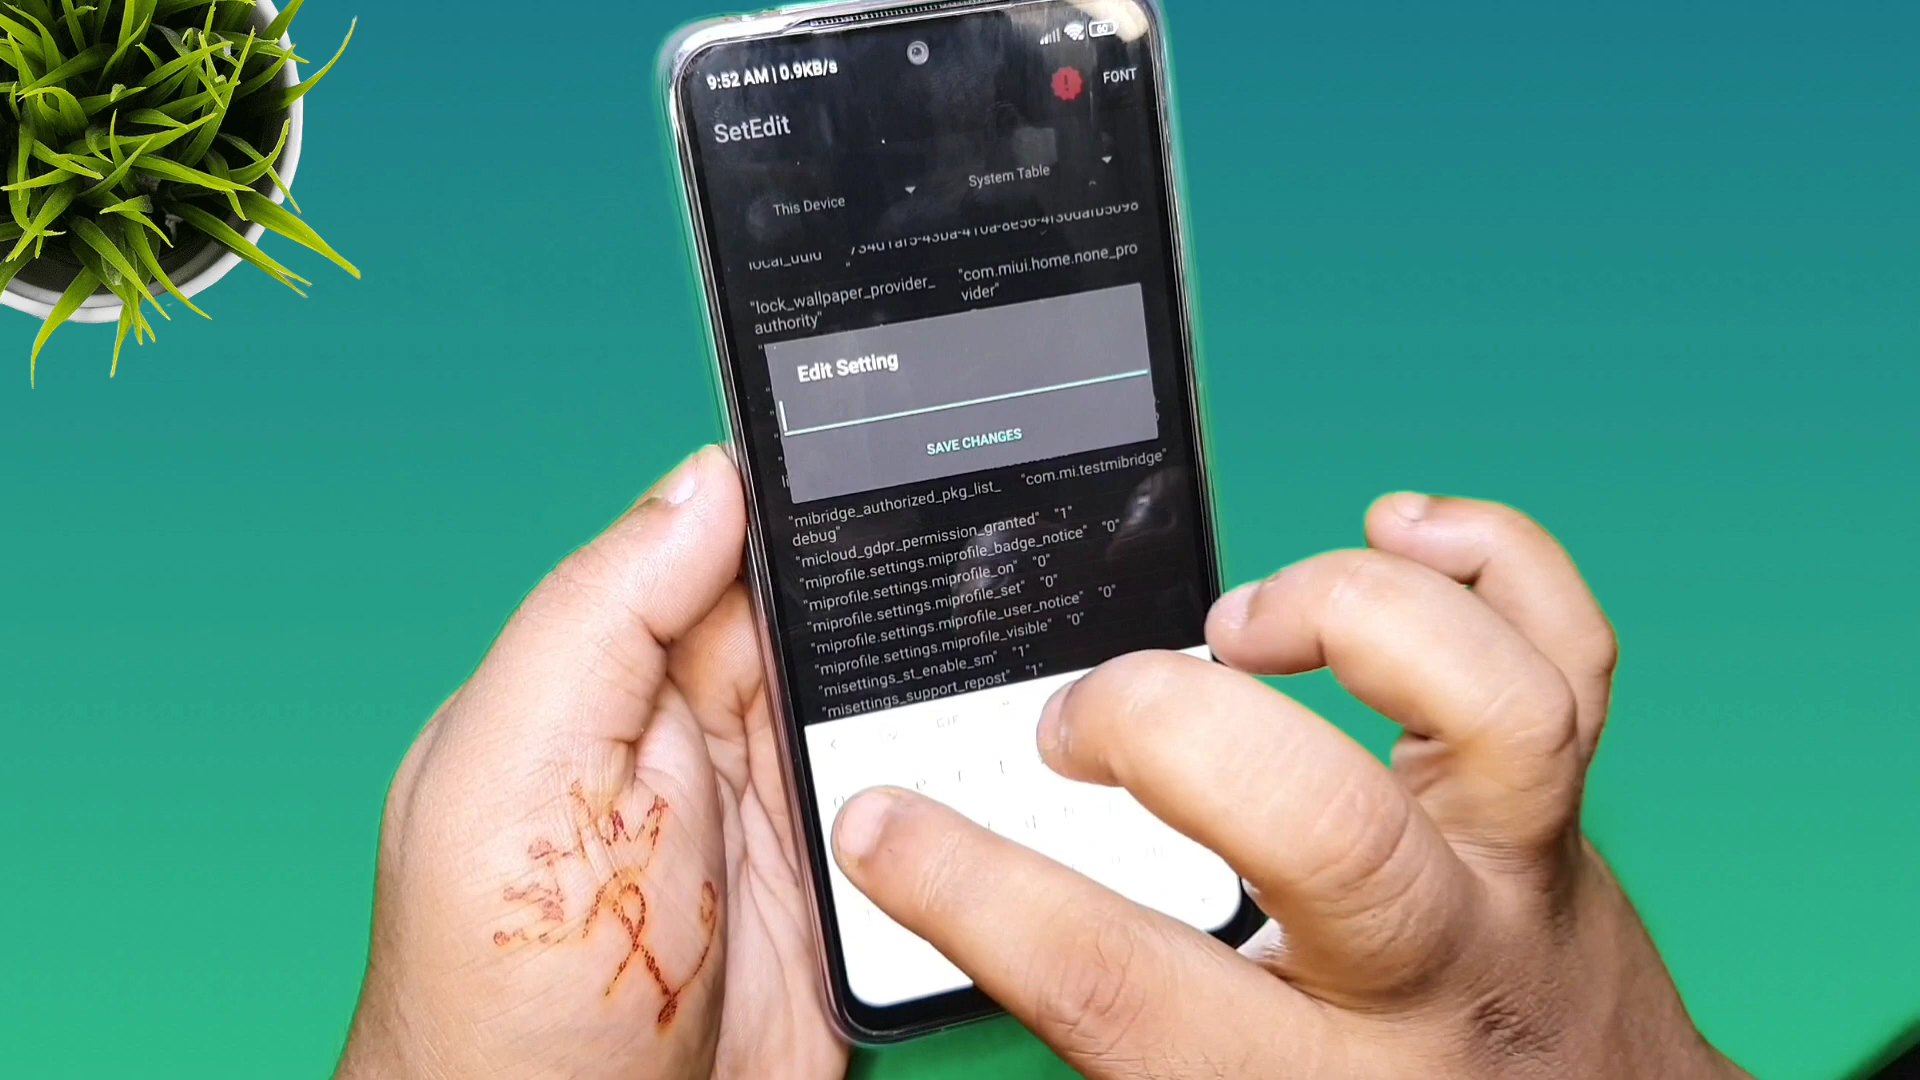 9:52 AM | 0.9KB/s
60
FONT
SetEdit
This Device
System Table
"lock_wallpaper_provider_
authority"
"com.miui.home.none_pro
vider"
Edit Setting
SAVE CHANGES
"mibridge_authorized_pkg_list_
debug"
"com.mi.testmibridge"
"micloud_gdpr_permission_granted" "1"
"miprofile.settings.miprofile_badge_notice" "0"
"miprofile.settings.miprofile_on" "0"
"miprofile.settings.miprofile_set" "0"
"miprofile.settings.miprofile_user_notice" "0"
"miprofile.settings.miprofile_visible" "0"
"misettings_st_enable_sm" "1"
"misettings_support_repost" "1"
GIF